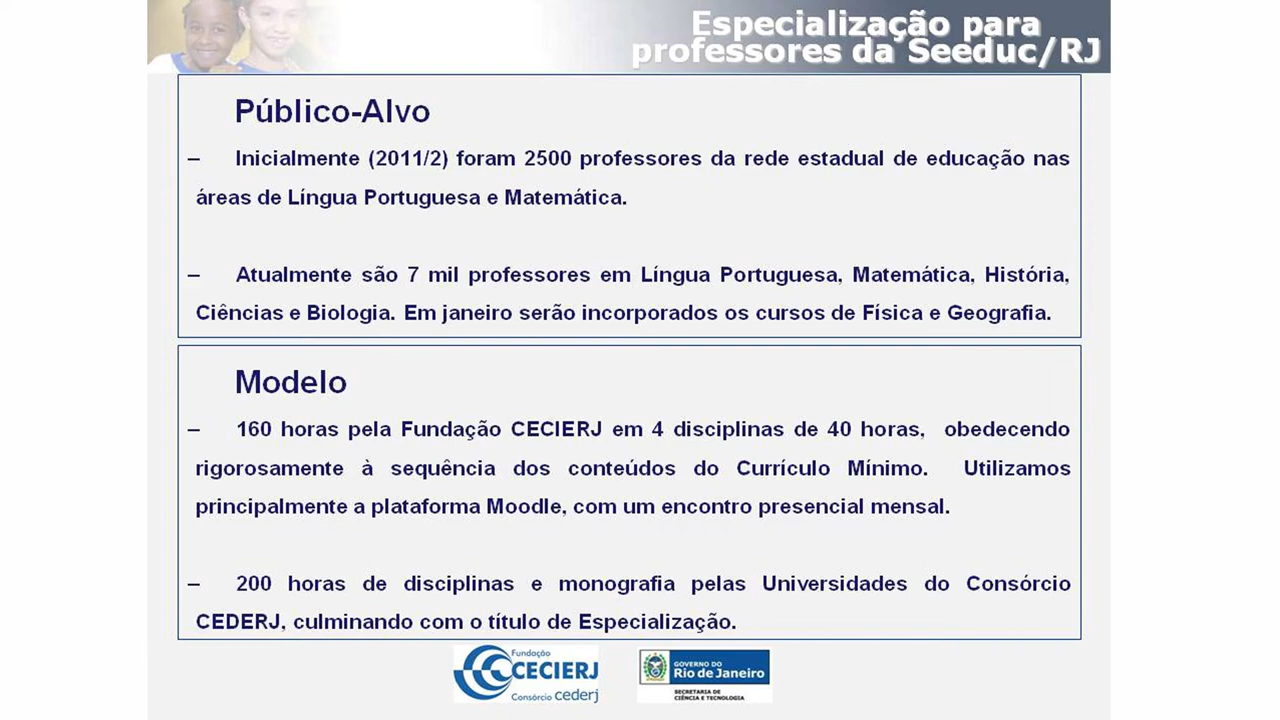 Especialização para
professores da Seeduc/RJ
Público-Alvo
– Inicialmente (2011/2) foram 2500 professores da rede estadual de educação nas
áreas de Língua Portuguesa e Matemática.
– Atualmente são 7 mil professores em Língua Portuguesa, Matemática, História,
Ciências e Biologia. Em janeiro serão incorporados os cursos de Física e Geografia.
Modelo
– 160 horas pela Fundação CECIERJ em 4 disciplinas de 40 horas, obedecendo
rigorosamente à sequência dos conteúdos do Currículo Mínimo. Utilizamos
principalmente a plataforma Moodle, com um encontro presencial mensal.
– 200 horas de disciplinas e monografia pelas Universidades do Consórcio
CEDERJ, culminando com o título de Especialização.
Fundação
CECIERJ
Consórcio cederj
GOVERNO DO
Rio de Janeiro
SECRETARIA DE
CIÊNCIA E TECNOLOGIA